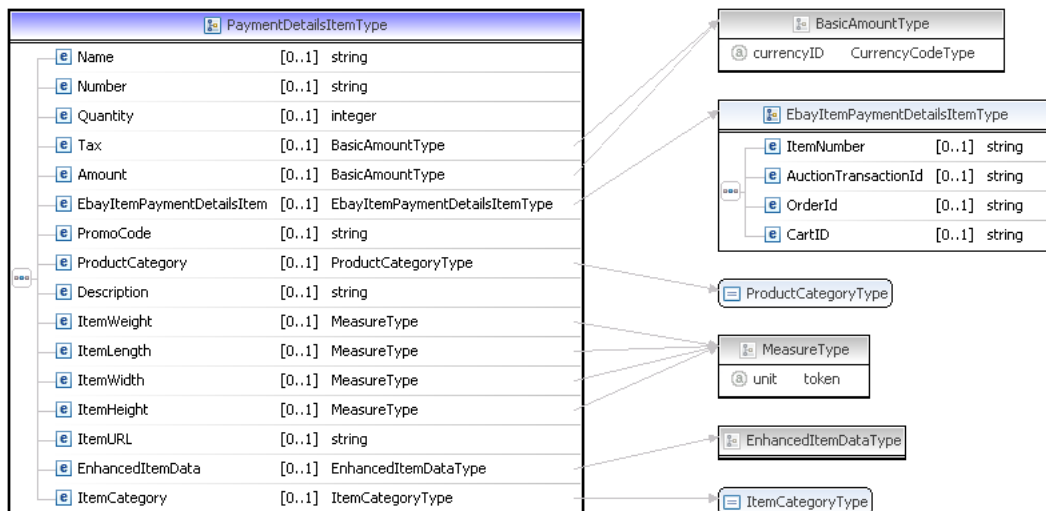 PaymentDetailsItemType
e Name [0..1] string
e Number [0..1] string
e Quantity [0..1] integer
e Tax [0..1] BasicAmountType
e Amount [0..1] BasicAmountType
e EbayItemPaymentDetailsItem [0..1] EbayItemPaymentDetailsItemType
e PromoCode [0..1] string
e ProductCategory [0..1] ProductCategoryType
e Description [0..1] string
e ItemWeight [0..1] MeasureType
e ItemLength [0..1] MeasureType
e ItemWidth [0..1] MeasureType
e ItemHeight [0..1] MeasureType
e ItemURL [0..1] string
e EnhancedItemData [0..1] EnhancedItemDataType
e ItemCategory [0..1] ItemCategoryType
BasicAmountType
a currencyID CurrencyCodeType
EbayItemPaymentDetailsItemType
e ItemNumber [0..1] string
e AuctionTransactionId [0..1] string
e OrderId [0..1] string
e CartID [0..1] string
ProductCategoryType
MeasureType
a unit token
EnhancedItemDataType
ItemCategoryType